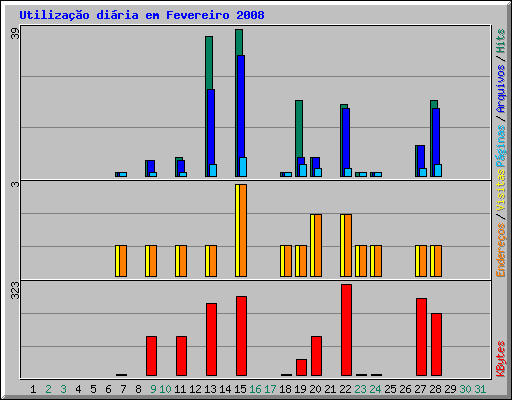 Utilização diária em Fevereiro 2008
39
3
323
Endereços / Visitas Páginas / Arquivos / Hits
KBytes
1 2 3 4 5 6 7 8 9 10 11 12 13 14 15 16 17 18 19 20 21 22 23 24 25 26 27 28 29 30 31